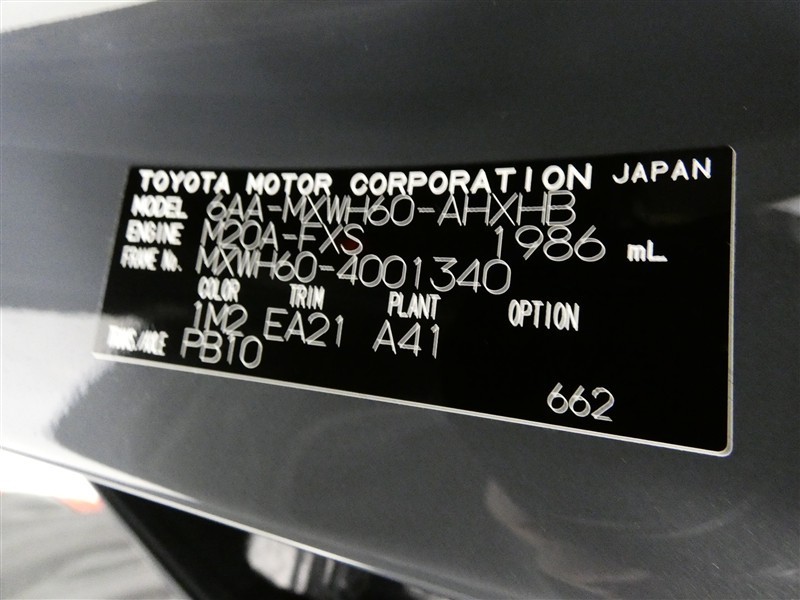 TOYOTA MOTOR CORPORATION JAPAN
MODEL 6AA-MXWH60-AHXHB
ENGINE M20A-FXS 1986 mL
FRAME No. MXWH60-4001340
COLOR TRIM PLANT OPTION
1M2 EA21 A41
TRANS./AXLE PB10
662